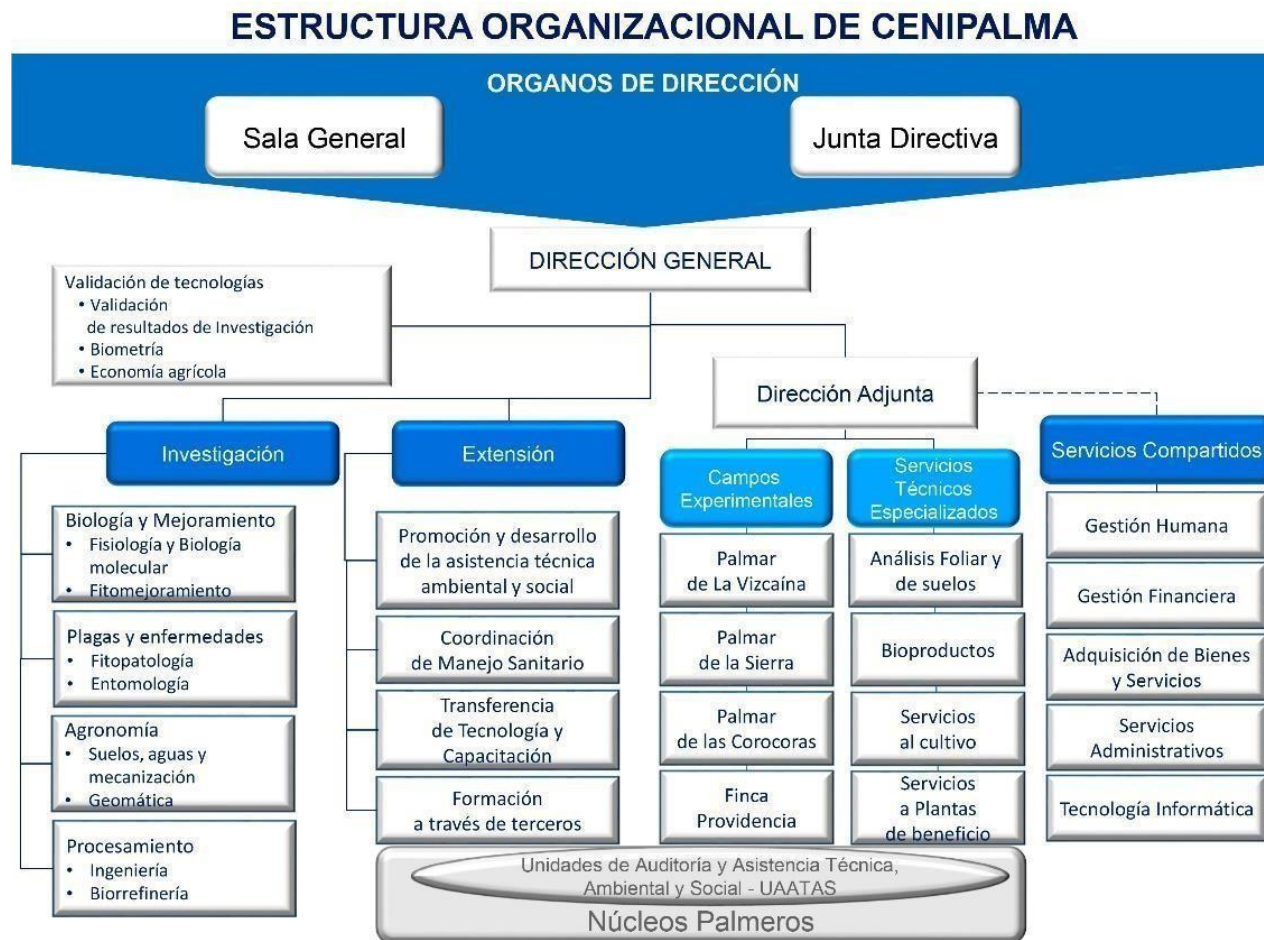 ESTRUCTURA ORGANIZACIONAL DE CENIPALMA
ORGANOS DE DIRECCIÓN
Sala General
Junta Directiva
DIRECCIÓN GENERAL
Validación de tecnologías
• Validación
de resultados de Investigación
• Biometría
• Economía agrícola
Dirección Adjunta
Investigación
Biología y Mejoramiento
• Fisiología y Biología
molecular
• Fitomejoramiento
Plagas y enfermedades
• Fitopatología
• Entomología
Agronomía
• Suelos, aguas y
mecanización
• Geomática
Procesamiento
• Ingeniería
• Biorrefinería
Extensión
Promoción y desarrollo
de la asistencia técnica
ambiental y social
Coordinación
de Manejo Sanitario
Transferencia
de Tecnología y
Capacitación
Formación
a través de terceros
Campos
Experimentales
Palmar
de La Vizcaína
Palmar
de la Sierra
Palmar
de las Corocoras
Finca
Providencia
Servicios
Técnicos
Especializados
Análisis Foliar y
de suelos
Bioproductos
Servicios
al cultivo
Servicios
a Plantas
de beneficio
Servicios Compartidos
Gestión Humana
Gestión Financiera
Adquisición de Bienes
y Servicios
Servicios
Administrativos
Tecnología Informática
Unidades de Auditoría y Asistencia Técnica,
Ambiental y Social - UAATAS
Núcleos Palmeros